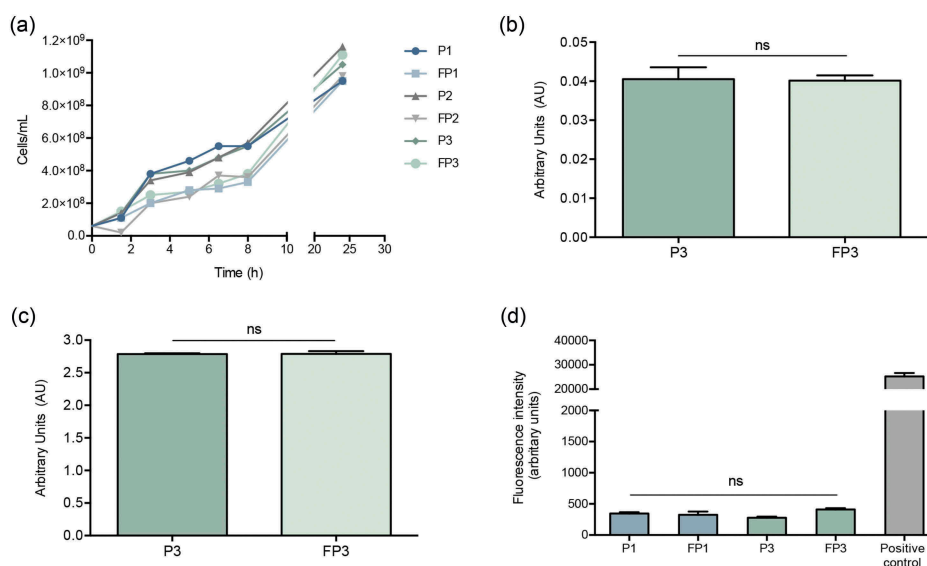 (a)
1.2×10⁹
1.0×10⁹
8.0×10⁸
6.0×10⁸
4.0×10⁸
2.0×10⁸
0.0
Cells/mL
0 2 4 6 8 10 20 25 30
Time (h)
P1
FP1
P2
FP2
P3
FP3
(b)
0.05
0.04
0.03
0.02
0.01
0.00
Arbitrary Units (AU)
ns
P3 FP3
(c)
3.0
2.5
2.0
1.5
1.0
0.5
0.0
Arbitrary Units (AU)
ns
P3 FP3
(d)
40000
30000
20000
2000
1500
1000
500
0
Fluorescence intensity
(arbritary units)
ns
P1 FP1 P3 FP3 Positive
control